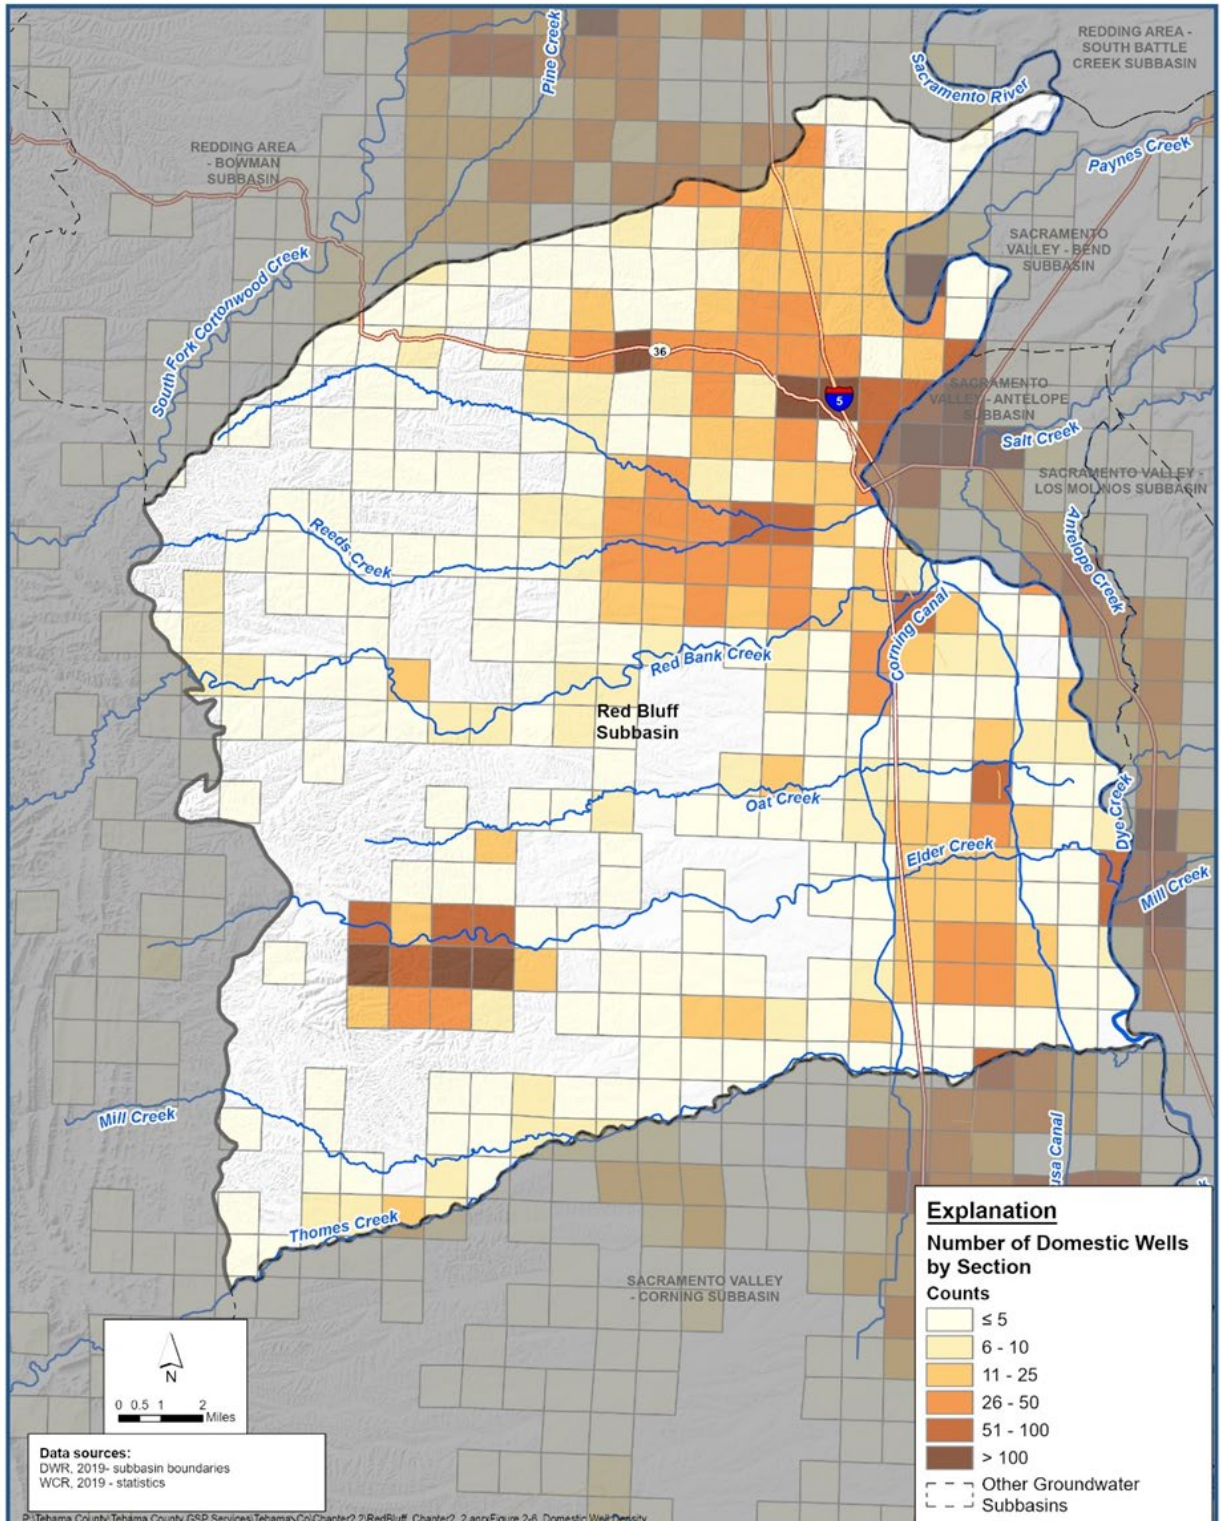 REDDING AREA -
SOUTH BATTLE
CREEK SUBBASIN
Pine Creek
Sacramento River
REDDING AREA
- BOWMAN
SUBBASIN
Paynes Creek
SACRAMENTO
VALLEY - BEND
SUBBASIN
South Fork Cottonwood Creek
36
5
SACRAMENTO
VALLEY - ANTELOPE
SUBBASIN
Salt Creek
SACRAMENTO VALLEY -
LOS MOLINOS SUBBASIN
Antelope Creek
Reeds Creek
Corning Canal
Red Bank Creek
Red Bluff
Subbasin
Oat Creek
Dye Creek
Elder Creek
Mill Creek
Mill Creek
usa Canal
Thomes Creek
SACRAMENTO VALLEY
- CORNING SUBBASIN
Explanation
Number of Domestic Wells
by Section
Counts
≤ 5
6 - 10
11 - 25
26 - 50
51 - 100
> 100
Other Groundwater
Subbasins
N
0 0.5 1 2
Miles
Data sources:
DWR, 2019- subbasin boundaries
WCR, 2019 - statistics